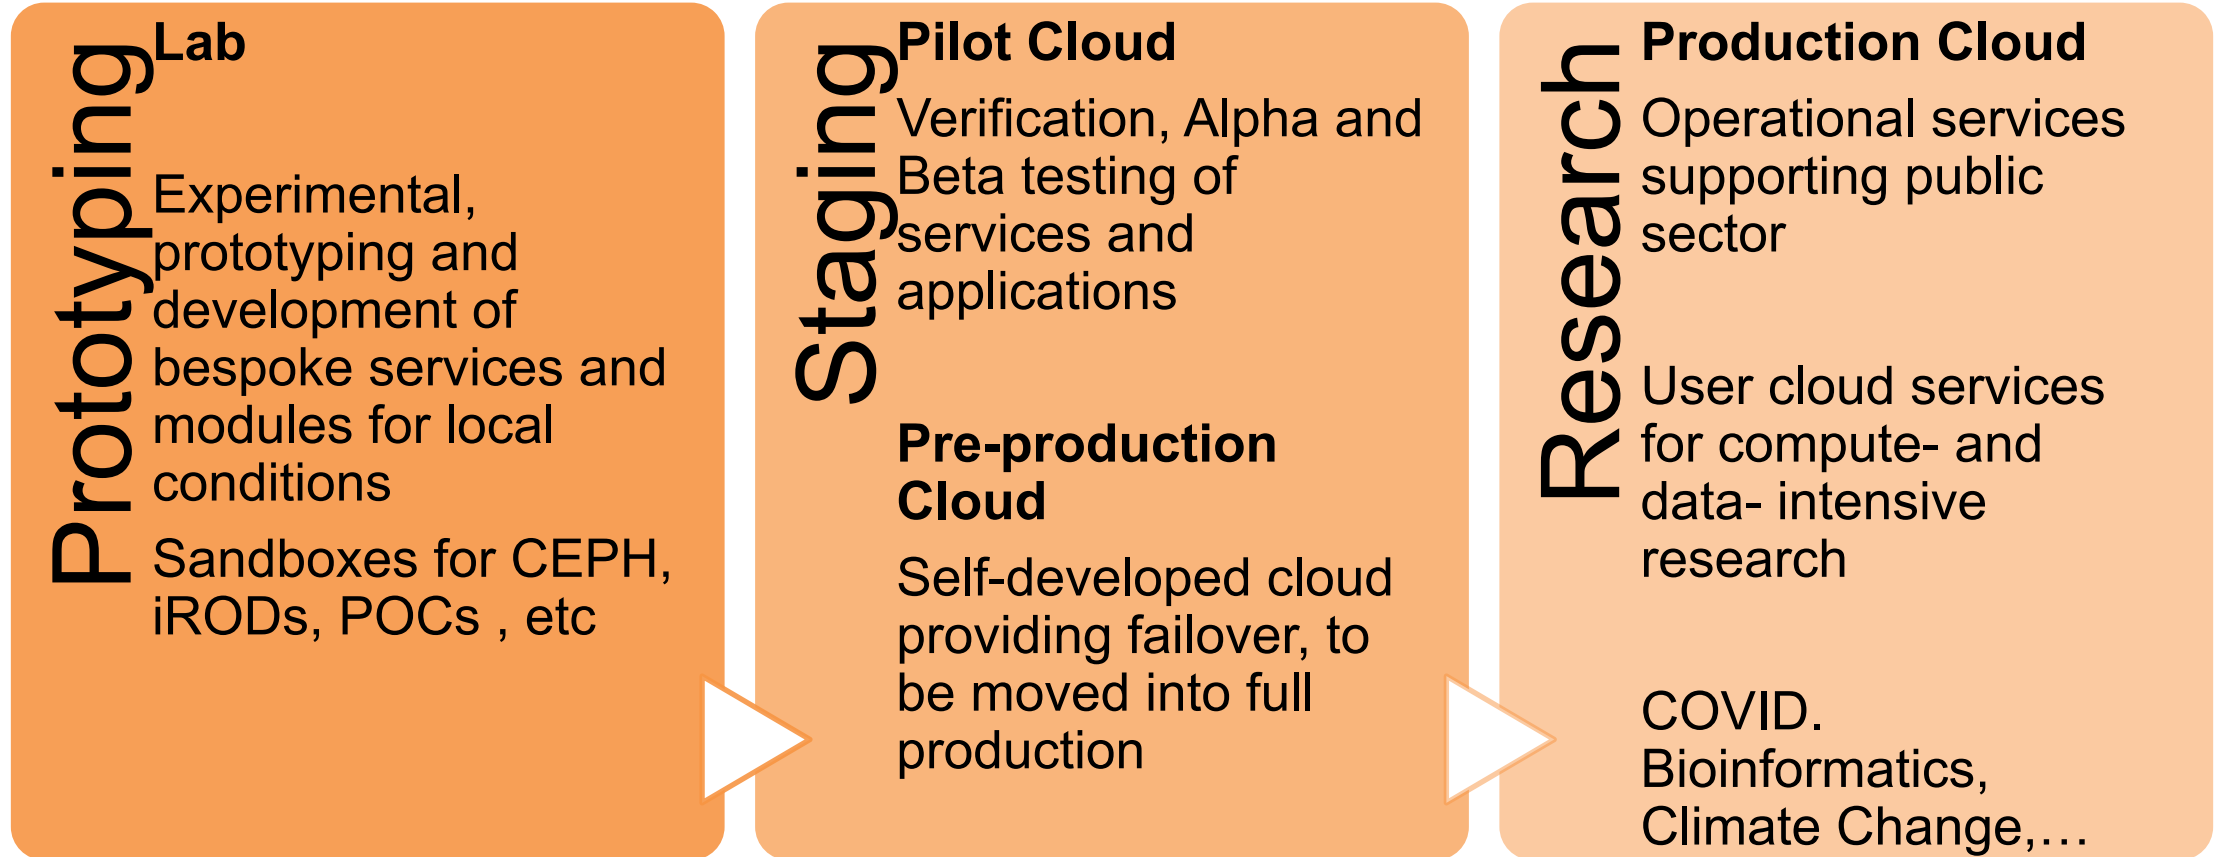 Prototyping
Lab
Experimental,
prototyping and
development of
bespoke services and
modules for local
conditions
Sandboxes for CEPH,
iRODs, POCs , etc
Staging
Pilot Cloud
Verification, Alpha and
Beta testing of
services and
applications
Pre-production
Cloud
Self-developed cloud
providing failover, to
be moved into full
production
Research
Production Cloud
Operational services
supporting public
sector
User cloud services
for compute- and
data- intensive
research
COVID.
Bioinformatics,
Climate Change,…